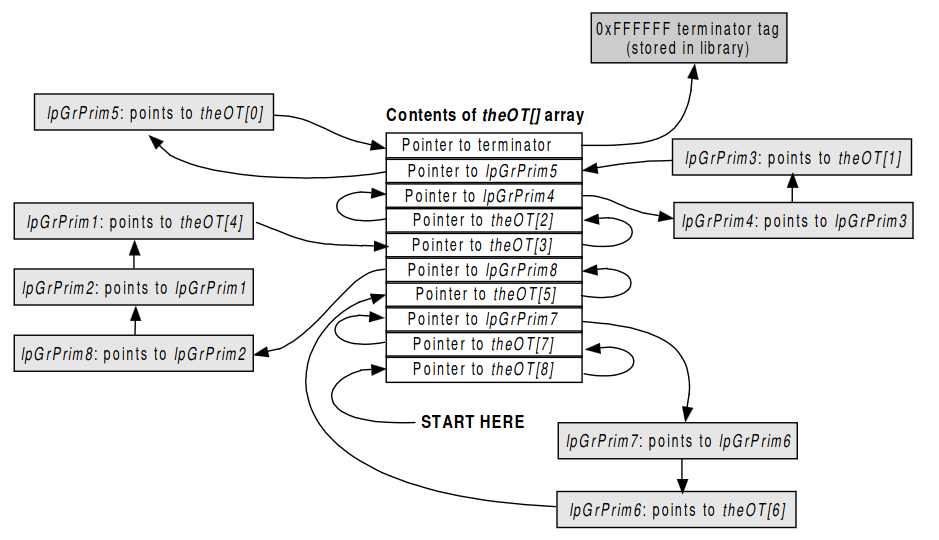 0xFFFFFF terminator tag
(stored in library)
lpGrPrim5: points to theOT[0]
Contents of theOT[] array
Pointer to terminator
Pointer to lpGrPrim5
Pointer to lpGrPrim4
Pointer to theOT[2]
Pointer to theOT[3]
Pointer to lpGrPrim8
Pointer to theOT[5]
Pointer to lpGrPrim7
Pointer to theOT[7]
Pointer to theOT[8]
lpGrPrim3: points to theOT[1]
lpGrPrim4: points to lpGrPrim3
lpGrPrim1: points to theOT[4]
lpGrPrim2: points to lpGrPrim1
lpGrPrim8: points to lpGrPrim2
START HERE
lpGrPrim7: points to lpGrPrim6
lpGrPrim6: points to theOT[6]